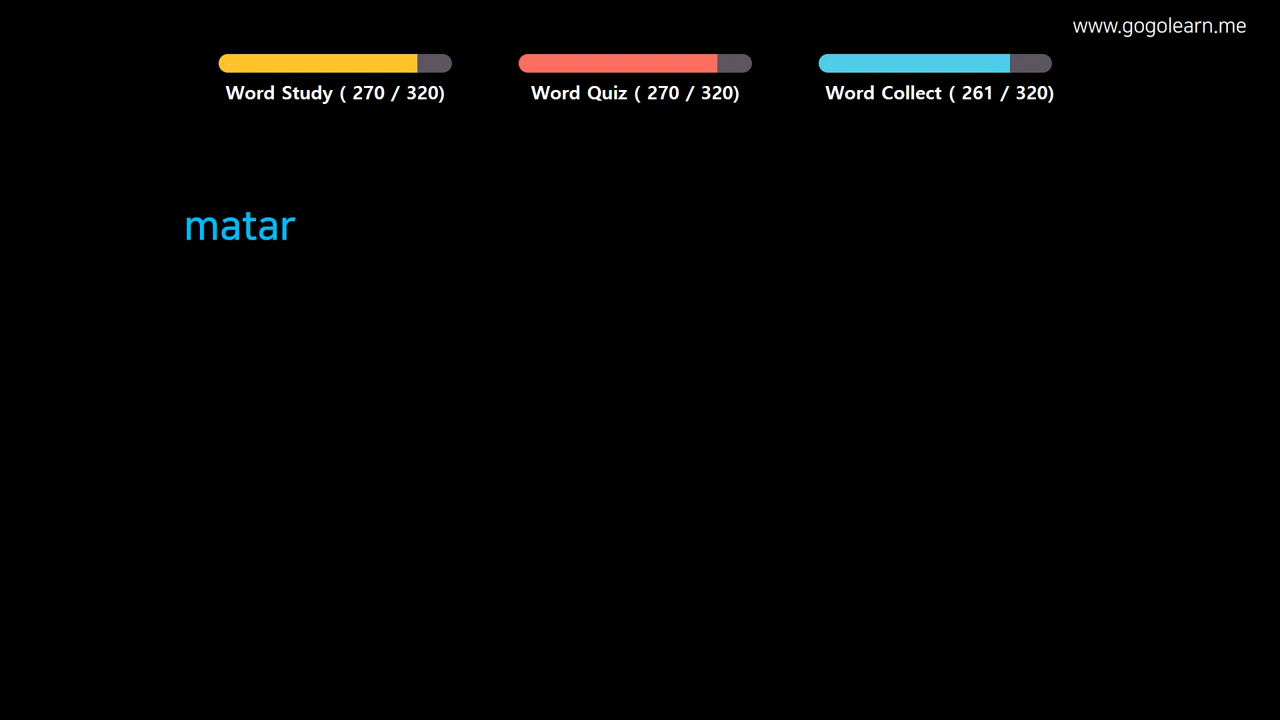 www.gogolearn.me
Word Study ( 270 / 320)
Word Quiz ( 270 / 320)
Word Collect ( 261 / 320)
matar